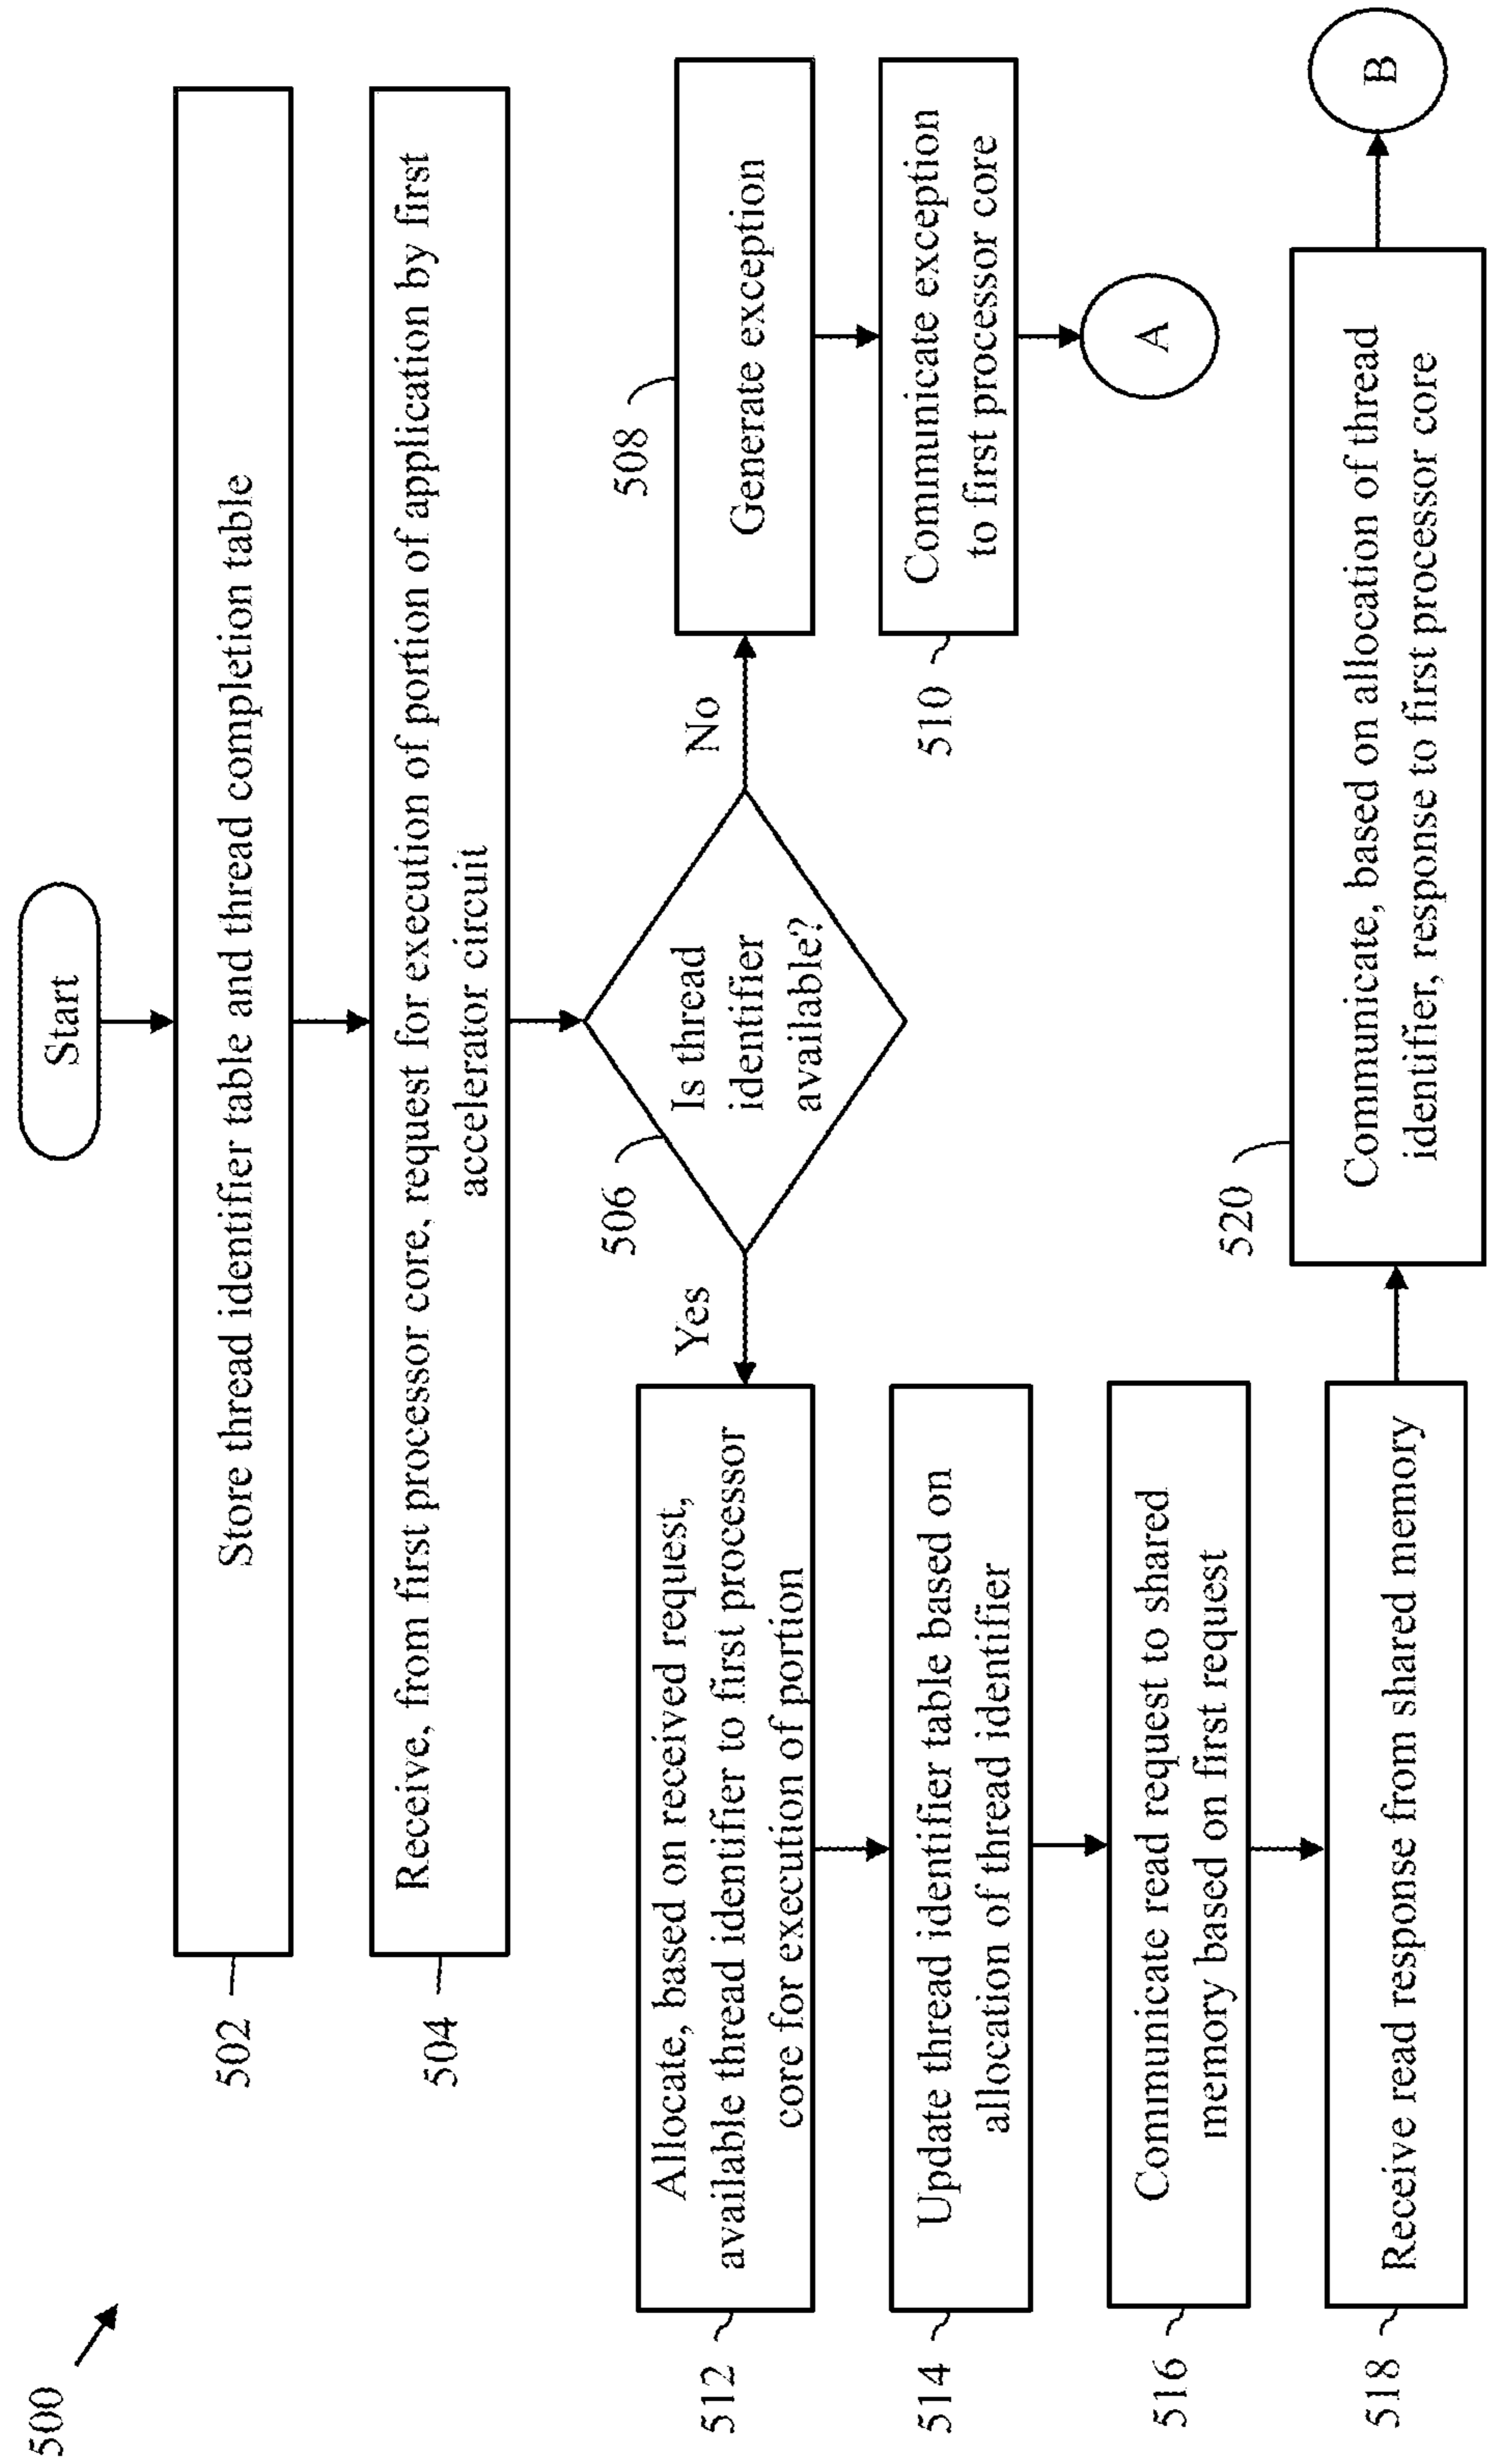 500
Start
502
Store thread identifier table and thread completion table
504
Receive, from first processor core, request for execution of portion of application by first
accelerator circuit
506
Is thread
identifier
available?
Yes
No
508
Generate exception
510
Communicate exception
to first processor core
A
512
Allocate, based on received request,
available thread identifier to first processor
core for execution of portion
514
Update thread identifier table based on
allocation of thread identifier
516
Communicate read request to shared
memory based on first request
518
Receive read response from shared memory
520
Communicate, based on allocation of thread
identifier, response to first processor core
B